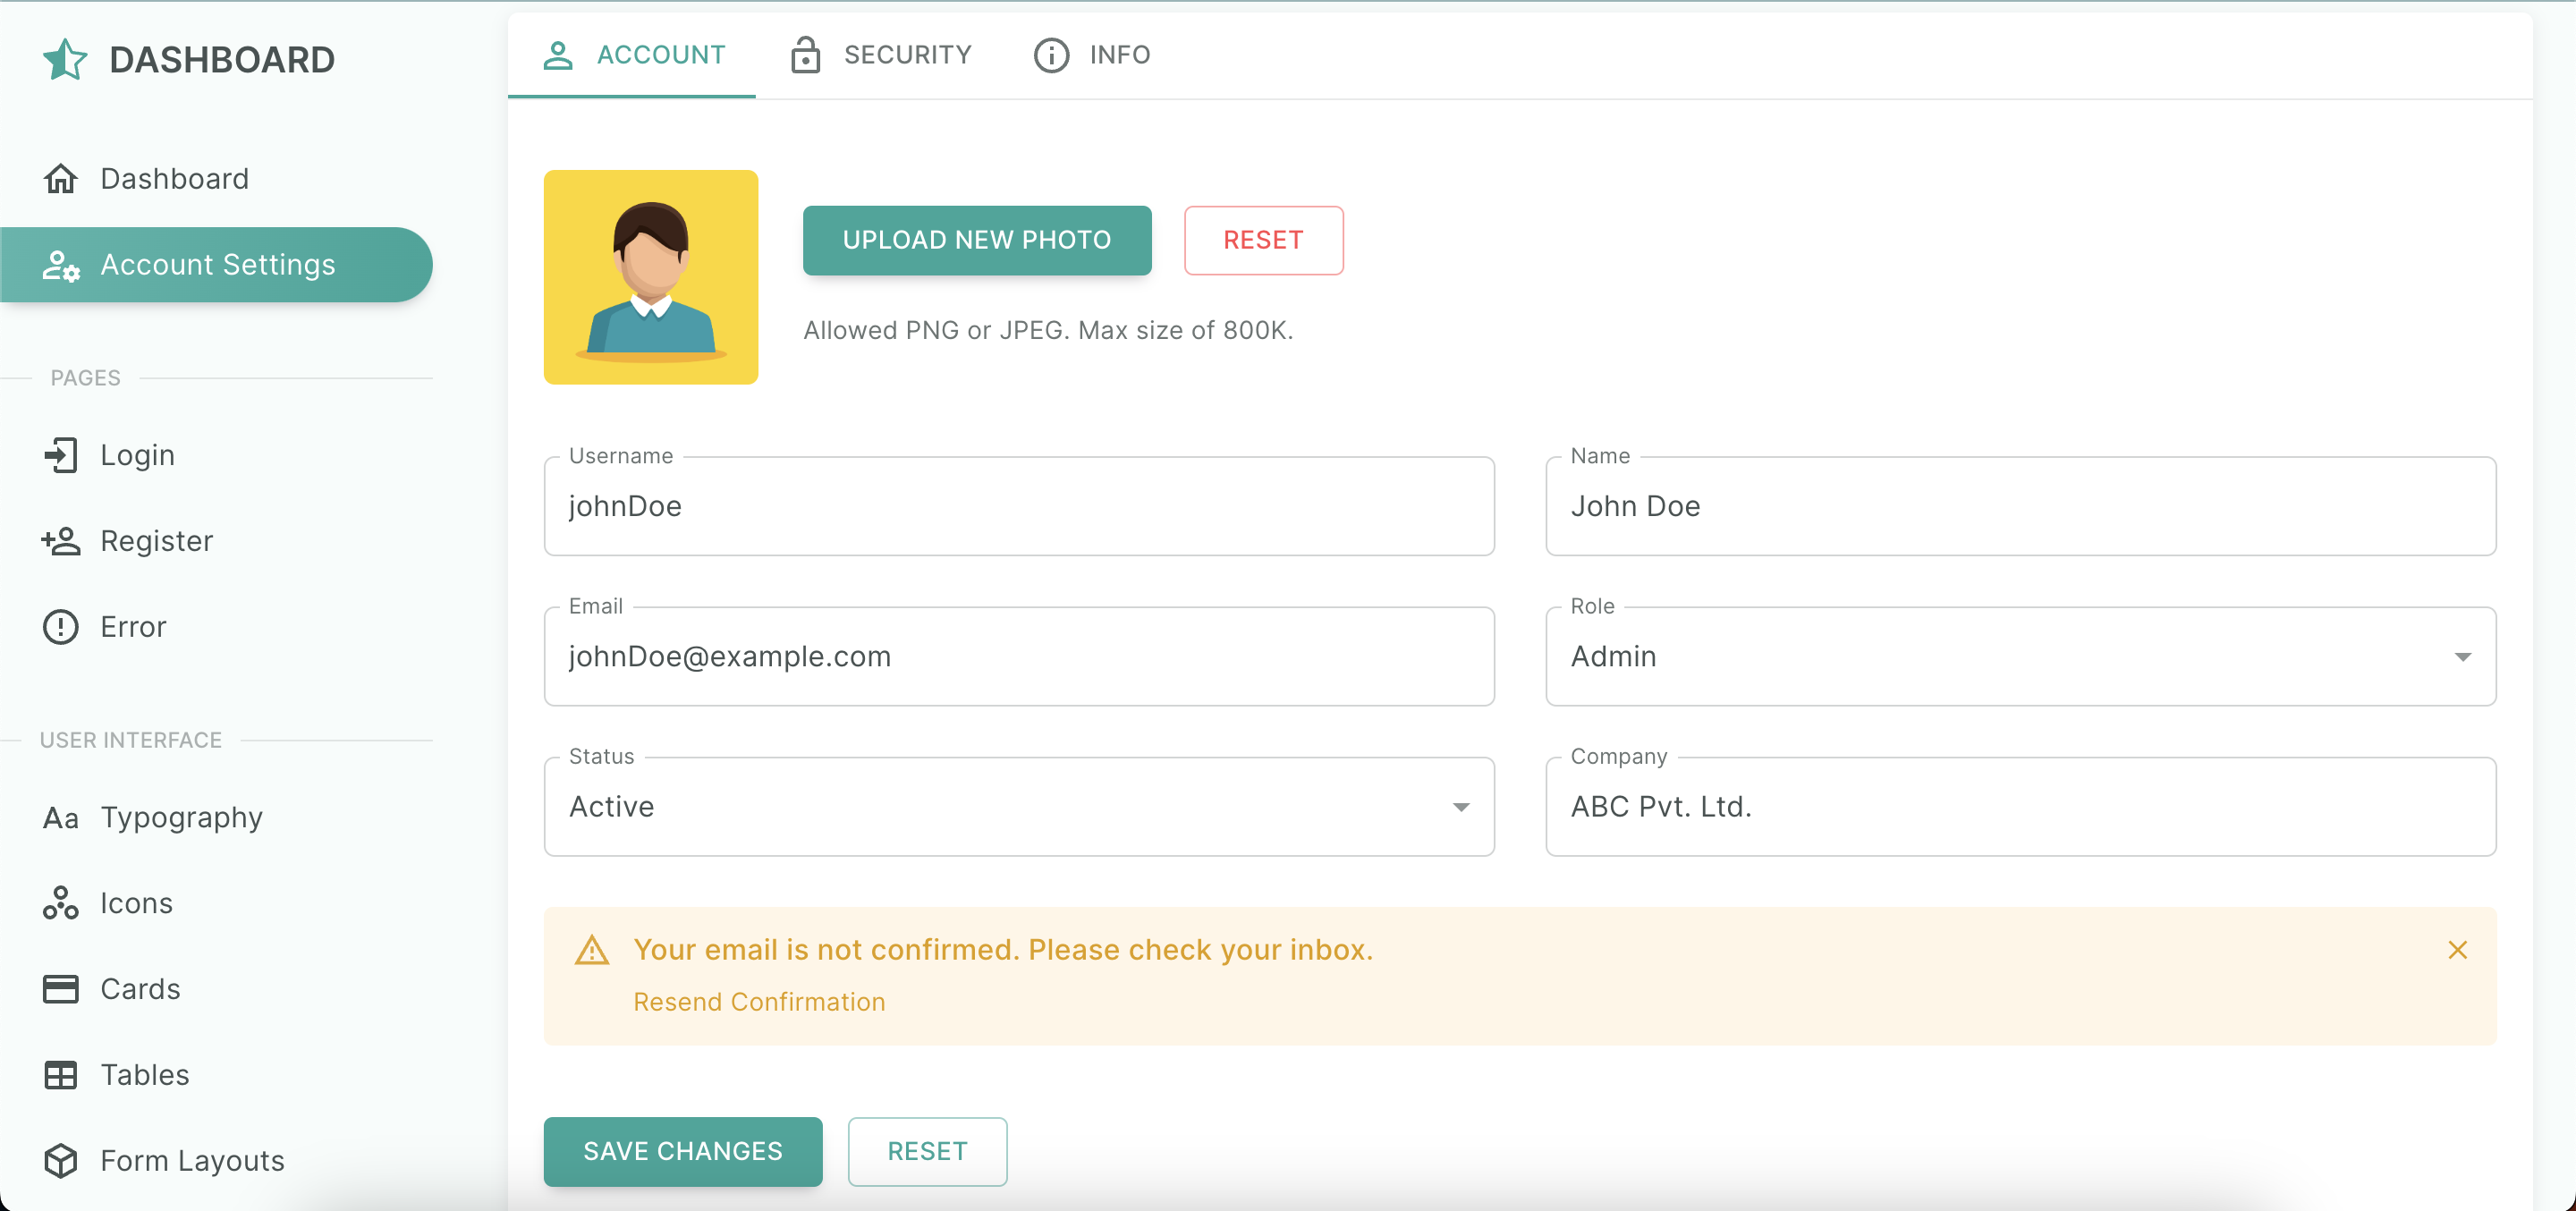 DASHBOARD
Dashboard
Account Settings
PAGES
Login
Register
Error
USER INTERFACE
Aa Typography
Icons
Cards
Tables
Form Layouts
ACCOUNT
SECURITY
INFO
UPLOAD NEW PHOTO
RESET
Allowed PNG or JPEG. Max size of 800K.
Username
johnDoe
Name
John Doe
Email
johnDoe@example.com
Role
Admin
Status
Active
Company
ABC Pvt. Ltd.
Your email is not confirmed. Please check your inbox.
Resend Confirmation
SAVE CHANGES
RESET